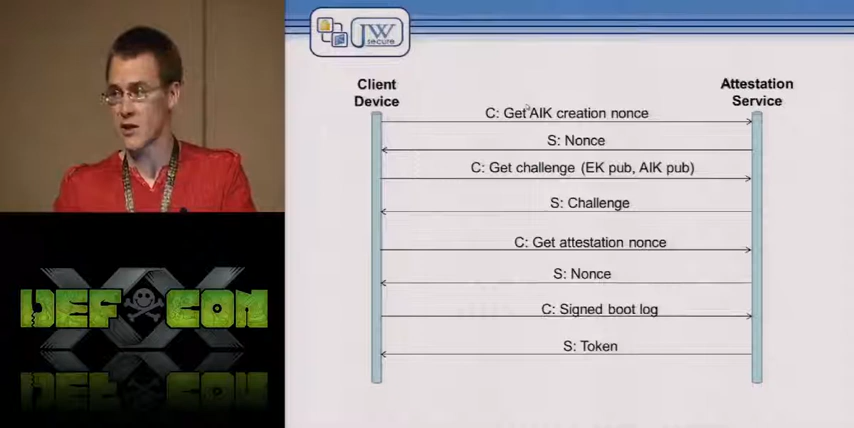 JW
secure
Client
Device
Attestation
Service
C: Get AIK creation nonce
S: Nonce
C: Get challenge (EK pub, AIK pub)
S: Challenge
C: Get attestation nonce
S: Nonce
C: Signed boot log
S: Token
DEF CON
XX